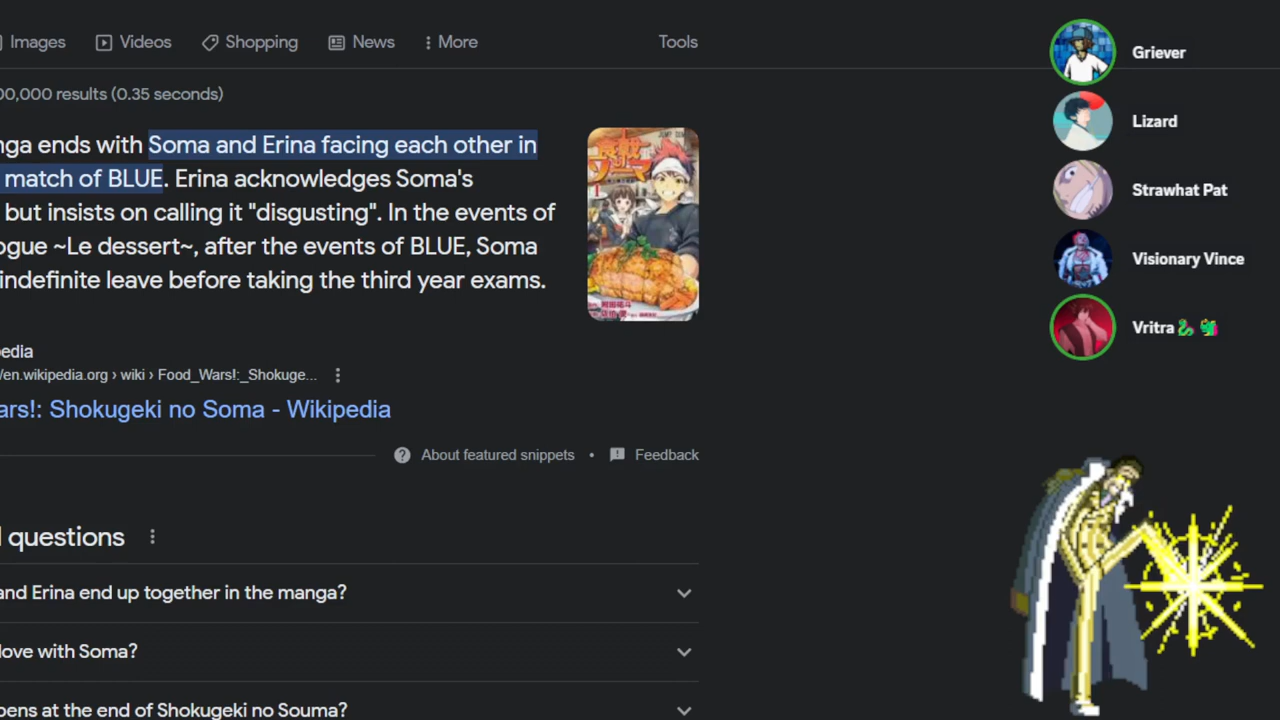 Images Videos Shopping News More Tools
00,000 results (0.35 seconds)
nga ends with Soma and Erina facing each other in
match of BLUE. Erina acknowledges Soma's
but insists on calling it "disgusting". In the events of
ogue ~Le dessert~, after the events of BLUE, Soma
indefinite leave before taking the third year exams.
edia
/en.wikipedia.org › wiki › Food_Wars!:_Shokuge...
ars!: Shokugeki no Soma - Wikipedia
About featured snippets • Feedback
l questions
and Erina end up together in the manga?
love with Soma?
pens at the end of Shokugeki no Souma?
Griever
Lizard
Strawhat Pat
Visionary Vince
Vritra🐉 🐲